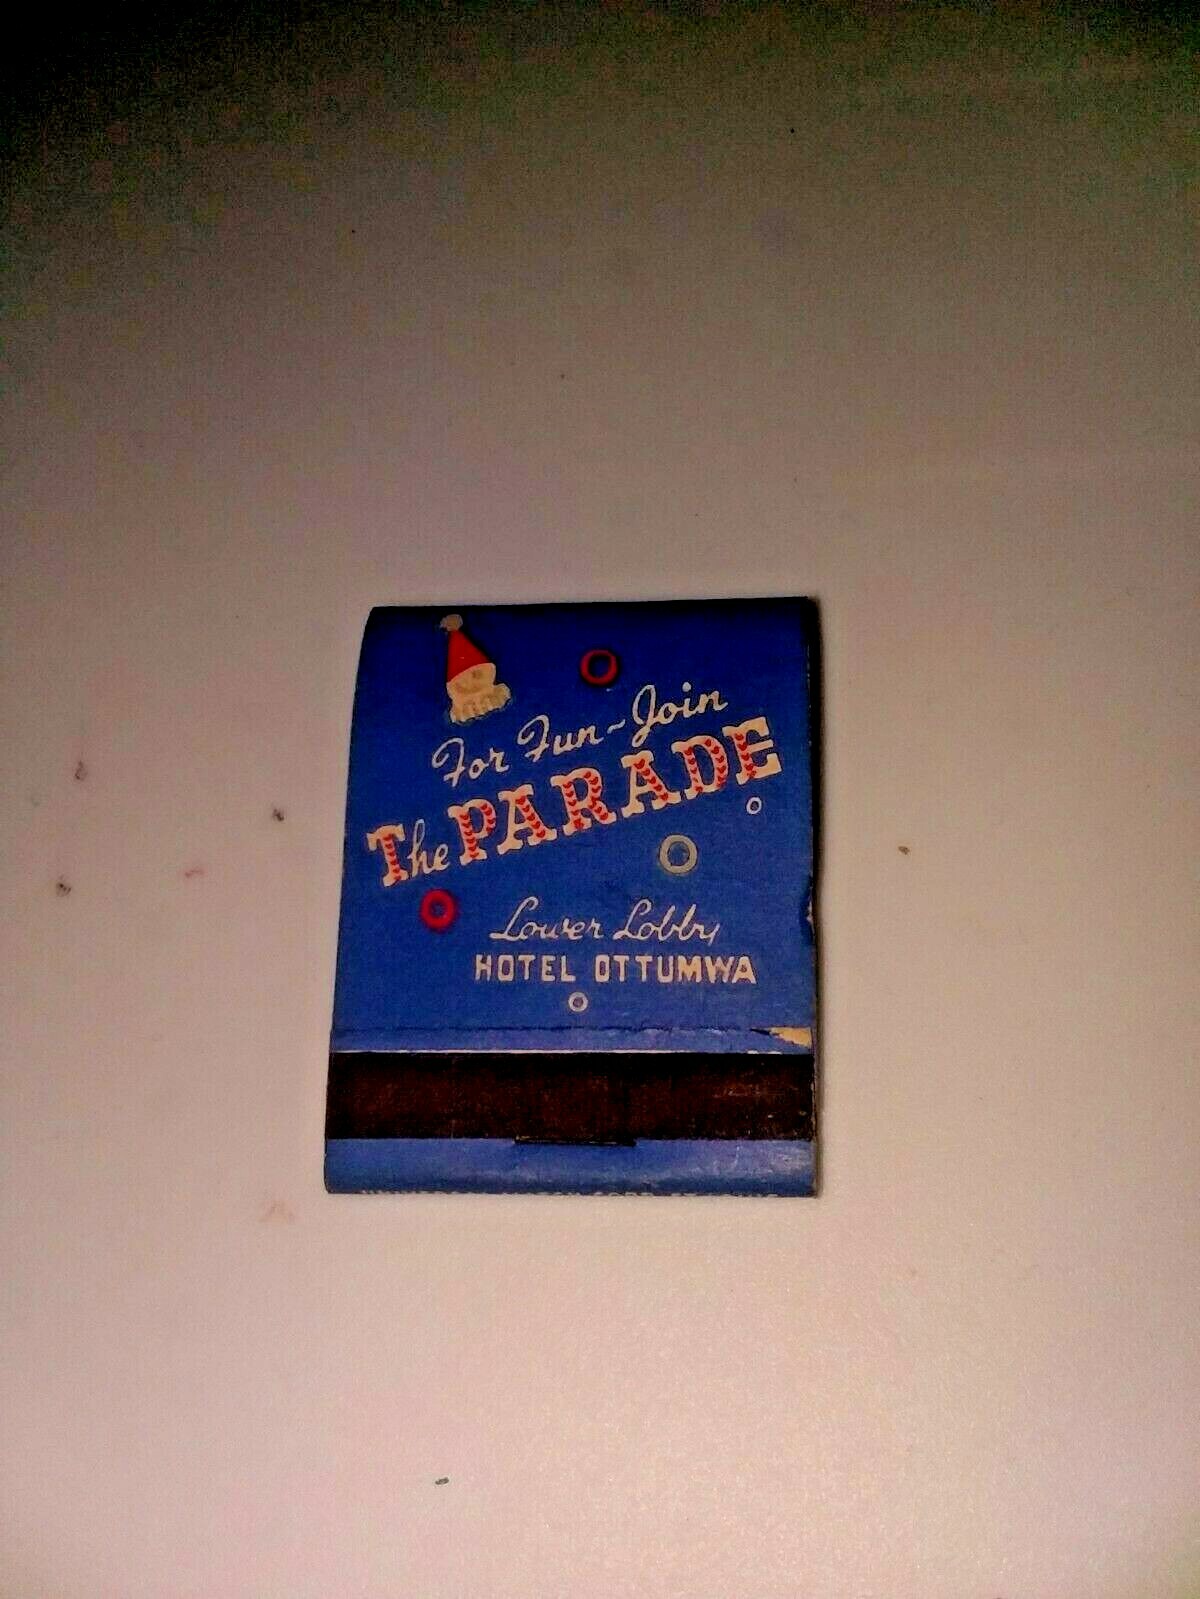 For Fun~Join
The PARADE
Lower Lobby
HOTEL OTTUMWA